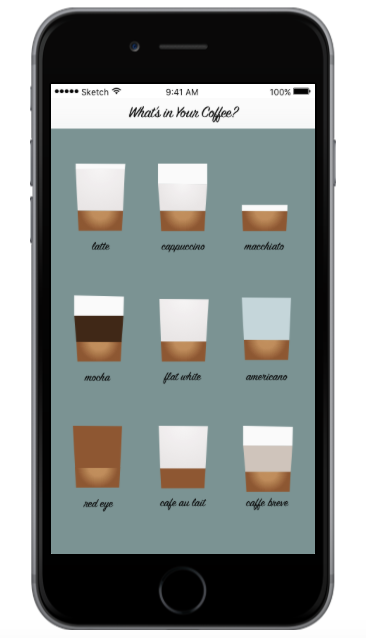 Sketch 9:41 AM 100%
What's in Your Coffee?
latte cappuccino macchiato
mocha flat white americano
red eye cafe au lait caffe breve